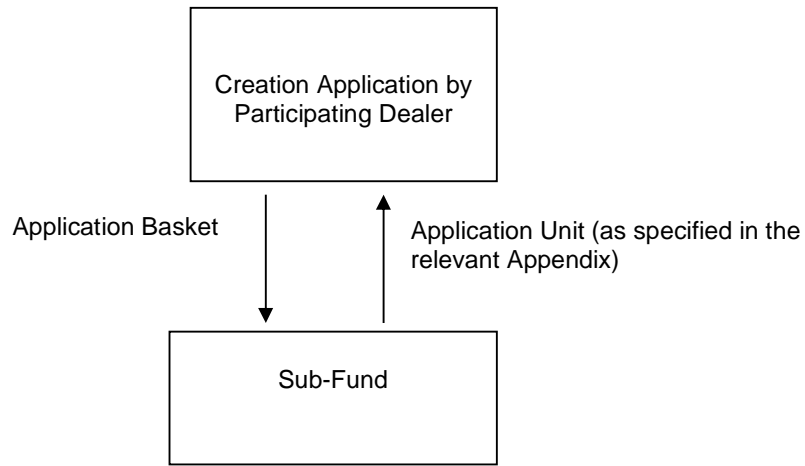 Creation Application by
Participating Dealer
Application Basket
Application Unit (as specified in the
relevant Appendix)
Sub-Fund